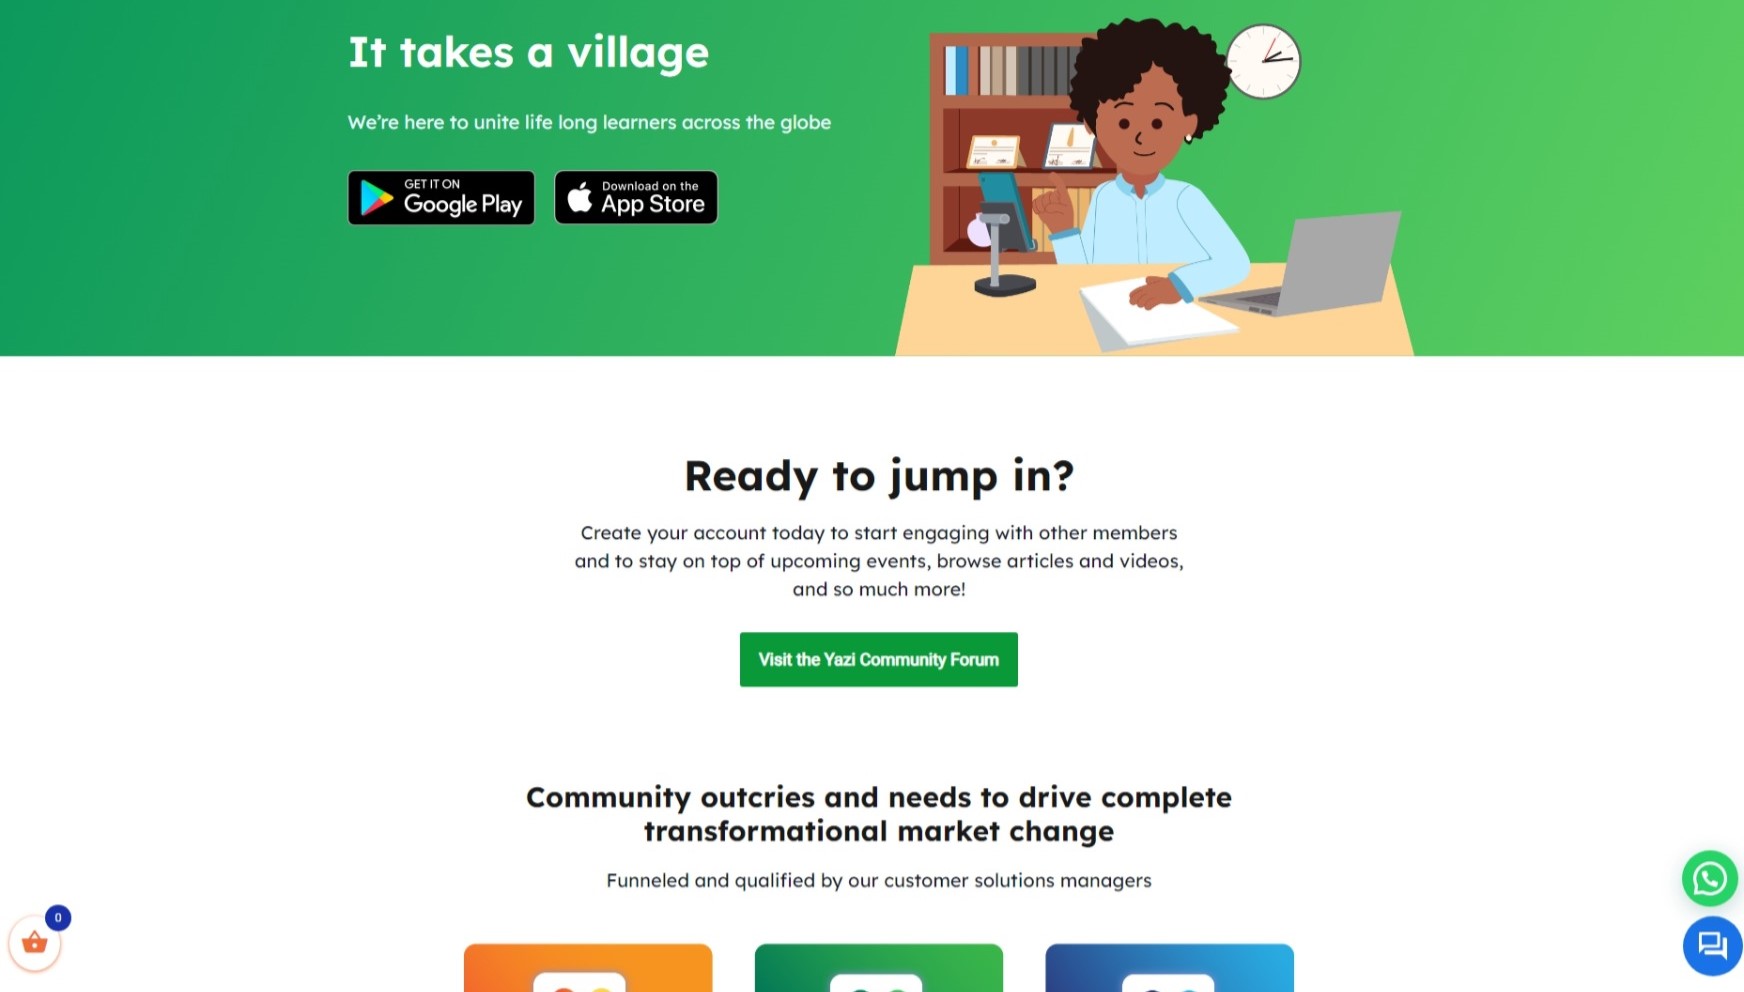 It takes a village
We're here to unite life long learners across the globe
GET IT ON
Google Play
Download on the
App Store
Ready to jump in?
Create your account today to start engaging with other members
and to stay on top of upcoming events, browse articles and videos,
and so much more!
Visit the Yazi Community Forum
Community outcries and needs to drive complete
transformational market change
Funneled and qualified by our customer solutions managers
0